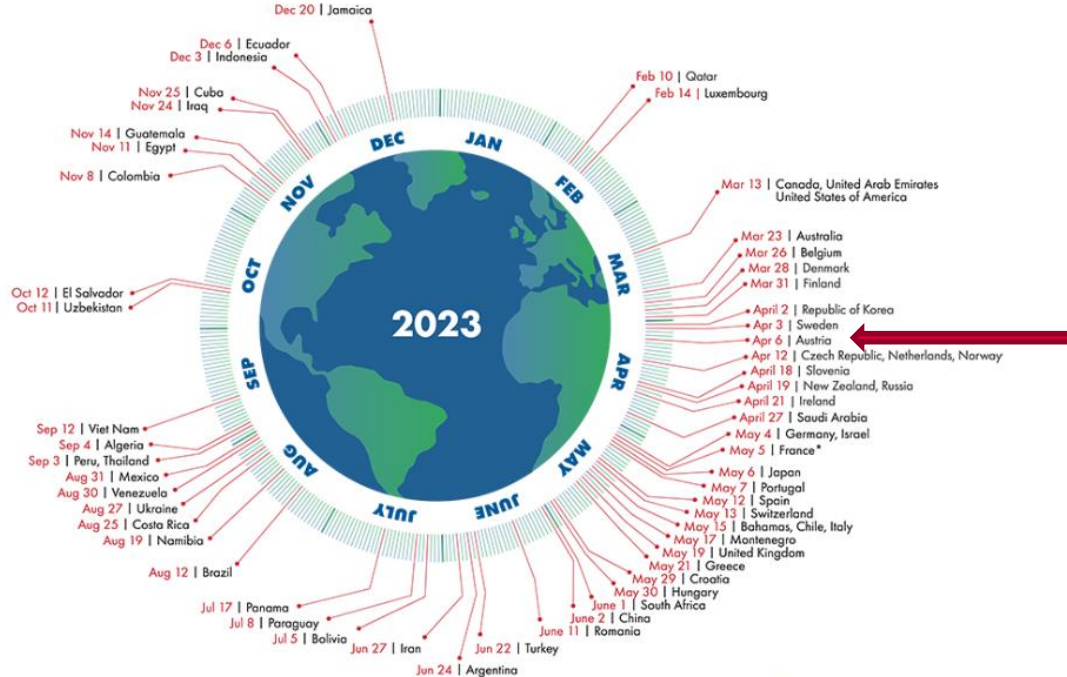 Dec 20 | Jamaica
Dec 6 | Ecuador
Dec 3 | Indonesia
Nov 25 | Cuba
Nov 24 | Iraq
Nov 14 | Guatemala
Nov 11 | Egypt
Nov 8 | Colombia
Oct 12 | El Salvador
Oct 11 | Uzbekistan
Sep 12 | Viet Nam
Sep 4 | Algeria
Sep 3 | Peru, Thailand
Aug 31 | Mexico
Aug 30 | Venezuela
Aug 27 | Ukraine
Aug 25 | Costa Rica
Aug 19 | Namibia
Aug 12 | Brazil
Jul 17 | Panama
Jul 8 | Paraguay
Jul 5 | Bolivia
Jun 27 | Iran
Jun 24 | Argentina
Jun 22 | Turkey
Feb 10 | Qatar
Feb 14 | Luxembourg
Mar 13 | Canada, United Arab Emirates
United States of America
Mar 23 | Australia
Mar 26 | Belgium
Mar 28 | Denmark
Mar 31 | Finland
April 2 | Republic of Korea
Apr 3 | Sweden
Apr 6 | Austria
Apr 12 | Czech Republic, Netherlands, Norway
April 18 | Slovenia
April 19 | New Zealand, Russia
April 21 | Ireland
April 27 | Saudi Arabia
May 4 | Germany, Israel
May 5 | France*
May 6 | Japan
May 7 | Portugal
May 12 | Spain
May 13 | Switzerland
May 15 | Bahamas, Chile, Italy
May 17 | Montenegro
May 19 | United Kingdom
May 21 | Greece
May 29 | Croatia
May 30 | Hungary
June 1 | South Africa
June 2 | China
June 11 | Romania
JAN
FEB
MAR
APR
MAY
JUNE
JULY
AUG
SEP
OCT
NOV
DEC
2023